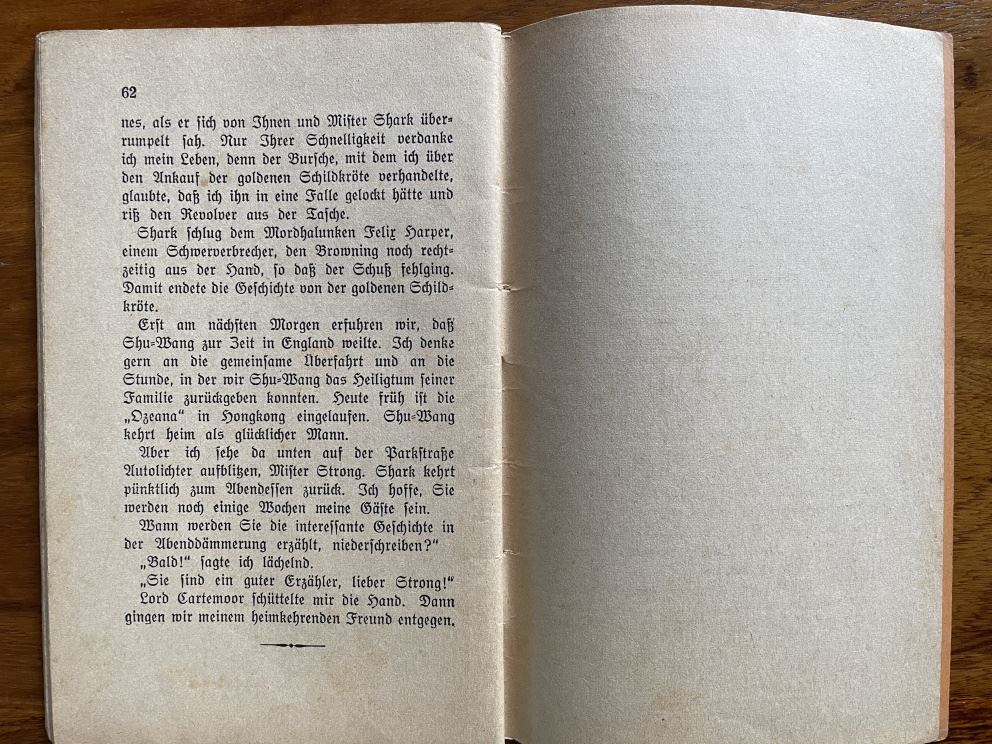 62
nes, als er sich von Ihnen und Mister Shark über-
rumpelt sah. Nur Ihrer Schnelligkeit verdanke
ich mein Leben, denn der Bursche, mit dem ich über
den Ankauf der goldenen Schildkröte verhandelte,
glaubte, daß ich ihn in eine Falle gelockt hätte und
riß den Revolver aus der Tasche.
Shark schlug dem Mordhalunken Felix Harper,
einem Schwerverbrecher, den Browning noch recht-
zeitig aus der Hand, so daß der Schuß fehlging.
Damit endete die Geschichte von der goldenen Schild-
kröte.
Erst am nächsten Morgen erfuhren wir, daß
Shu-Wang zur Zeit in England weilte. Ich denke
gern an die gemeinsame Überfahrt und an die
Stunde, in der wir Shu-Wang das Heiligtum seiner
Familie zurückgeben konnten. Heute früh ist die
„Ozeana“ in Hongkong eingelaufen. Shu-Wang
kehrt heim als glücklicher Mann.
Aber ich sehe da unten auf der Parkstraße
Autolichter aufblitzen, Mister Strong. Shark kehrt
pünktlich zum Abendessen zurück. Ich hoffe, Sie
werden noch einige Wochen meine Gäste sein.
Wann werden Sie die interessante Geschichte in
der Abenddämmerung erzählt, niederschreiben?“
„Bald!“ sagte ich lächelnd.
„Sie sind ein guter Erzähler, lieber Strong!“
Lord Cartemoor schüttelte mir die Hand. Dann
gingen wir meinem heimkehrenden Freund entgegen.